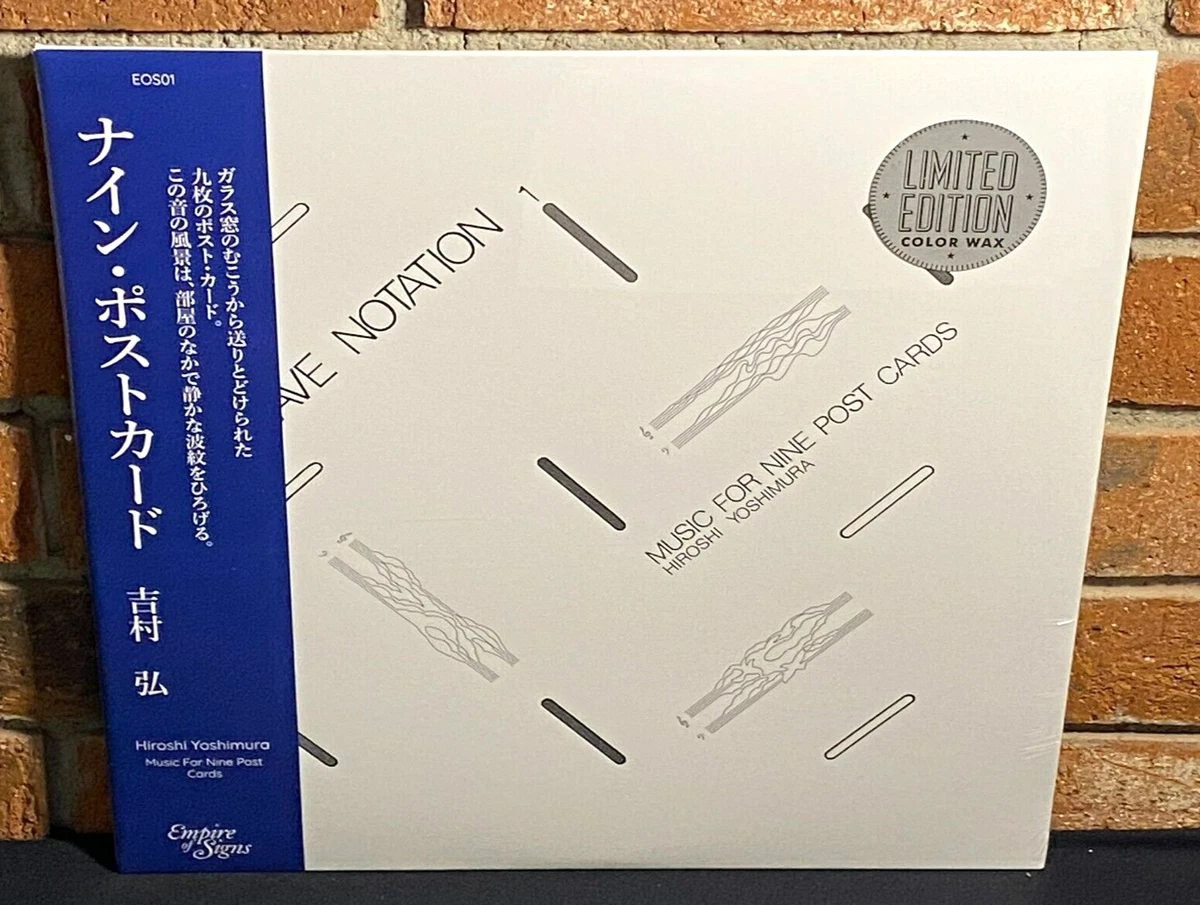 EOS01
ナイン・ポストカード
ガラス窓のむこうから送りとどけられた
九枚のポスト・カード。
この音の風景は、部屋のなかで静かな波紋をひろげる。
吉村 弘
Hiroshi Yoshimura
Music For Nine Post
Cards
Empire
of Signs
AVE NOTATION 1
LIMITED
EDITION
COLOR WAX
MUSIC FOR NINE POST CARDS
HIROSHI YOSHIMURA